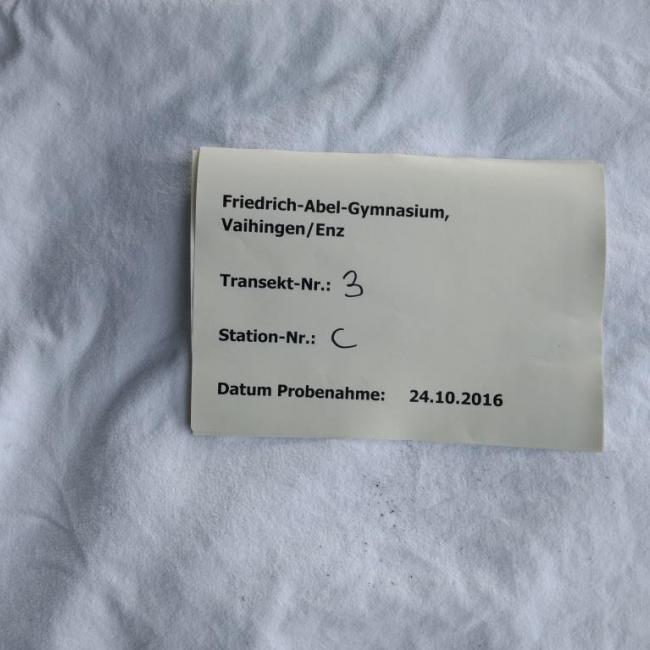 Friedrich-Abel-Gymnasium,
Vaihingen/Enz
Transekt-Nr.: 3
Station-Nr.: C
Datum Probenahme: 24.10.2016